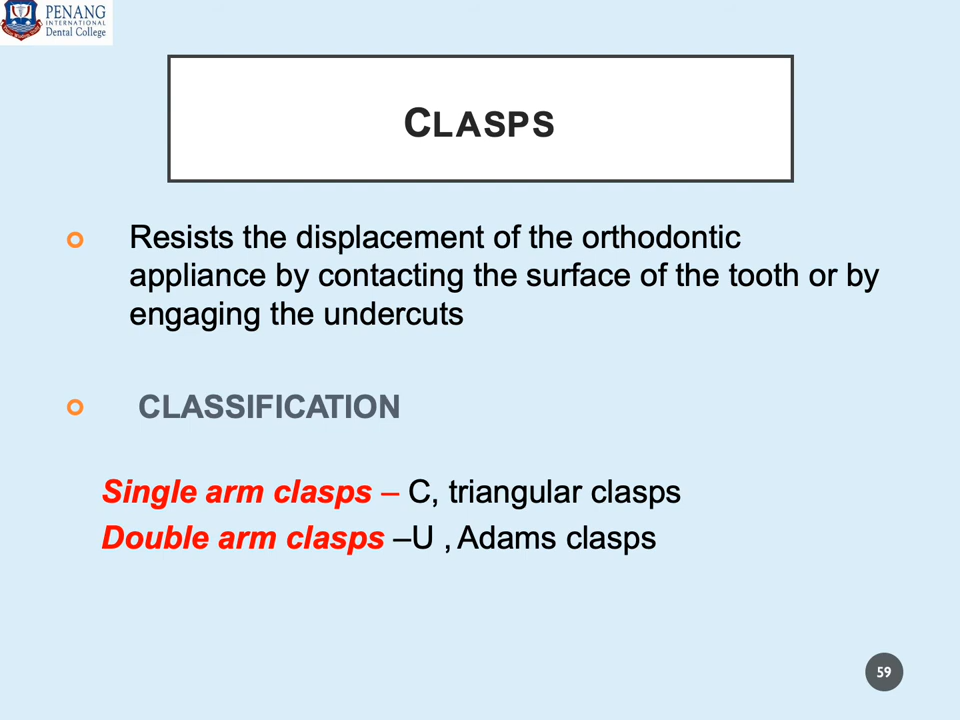 PENANG
INTERNATIONAL
Dental College
CLASPS
Resists the displacement of the orthodontic
appliance by contacting the surface of the tooth or by
engaging the undercuts
CLASSIFICATION
Single arm clasps – C, triangular clasps
Double arm clasps –U , Adams clasps
59